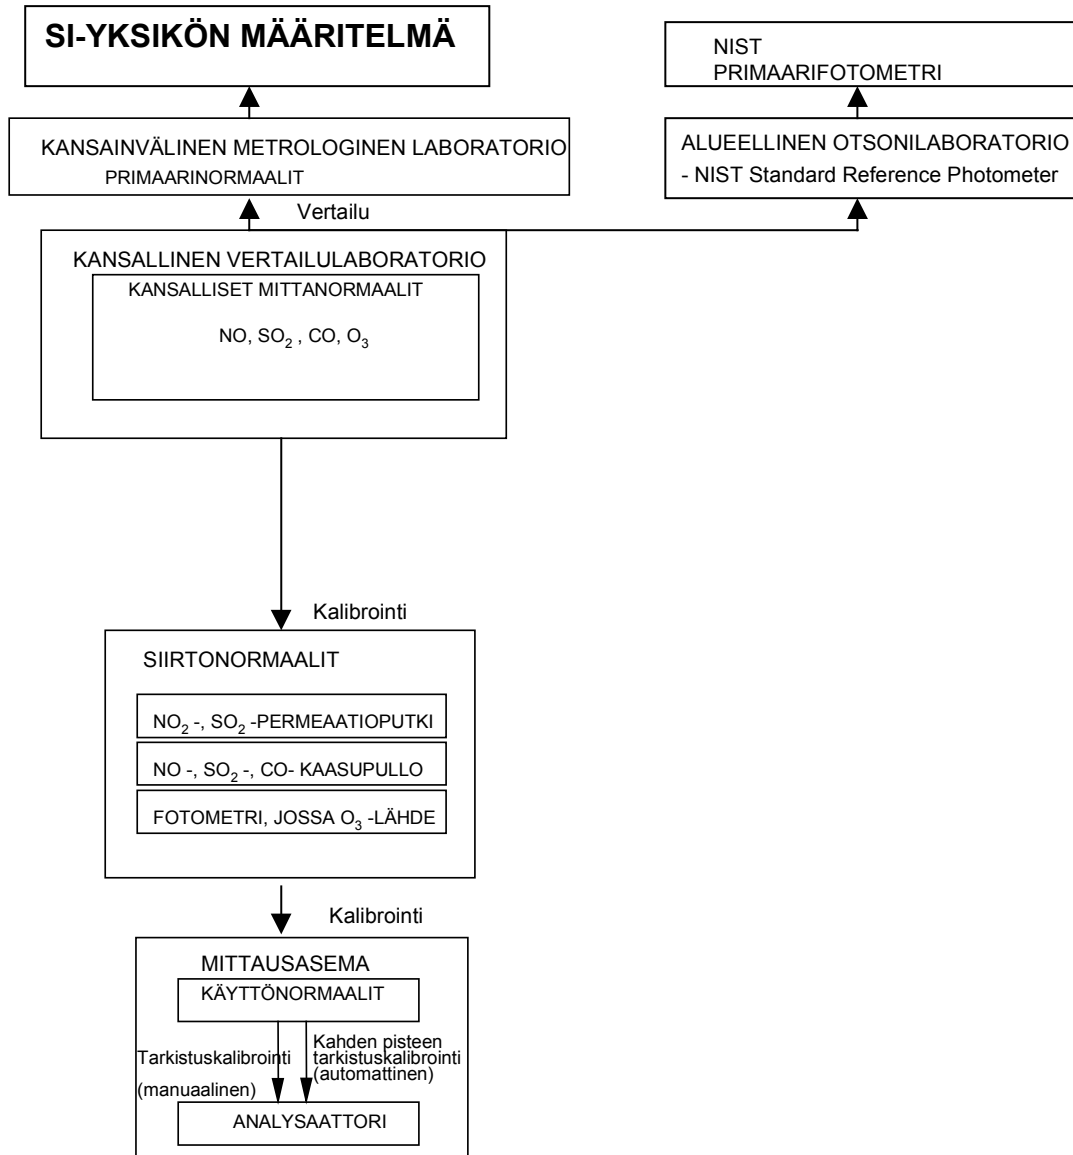 SI-YKSIKÖN MÄÄRITELMÄ
NIST
PRIMAARIFOTOMETRI
KANSAINVÄLINEN METROLOGINEN LABORATORIO
PRIMAARINORMAALIT
ALUEELLINEN OTSONILABORATORIO
- NIST Standard Reference Photometer
Vertailu
KANSALLINEN VERTAILULABORATORIO
KANSALLISET MITTANORMAALIT
NO, SO₂ , CO, O₃
Kalibrointi
SIIRTONORMAALIT
NO₂ -, SO₂ -PERMEAATIOPUTKI
NO -, SO₂ -, CO- KAASUPULLO
FOTOMETRI, JOSSA O₃ -LÄHDE
Kalibrointi
MITTAUSASEMA
KÄYTTÖNORMAALIT
Tarkistuskalibrointi
(manuaalinen)
Kahden pisteen
tarkistuskalibrointi
(automattinen)
ANALYSAATTORI